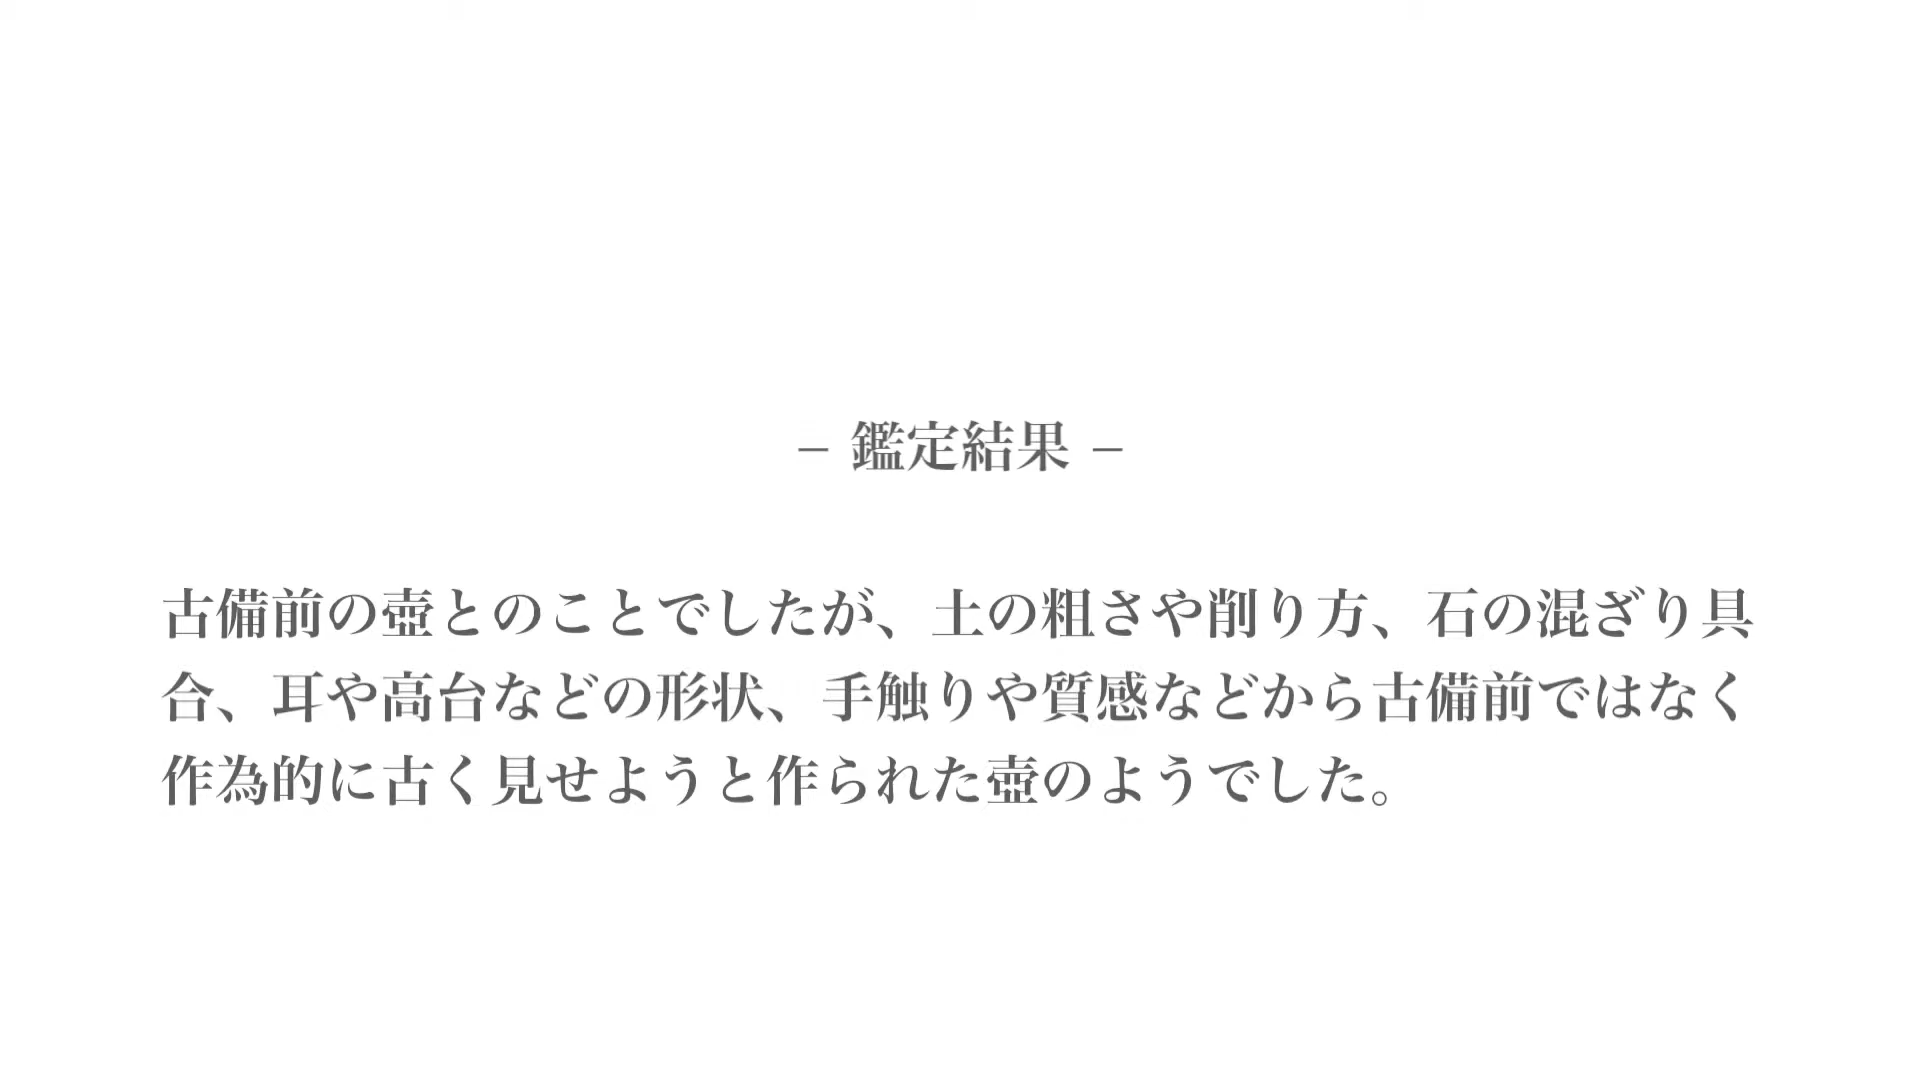 – 鑑定結果 –
古備前の壺とのことでしたが、土の粗さや削り方、石の混ざり具
合、耳や高台などの形状、手触りや質感などから古備前ではなく
作為的に古く見せようと作られた壺のようでした。